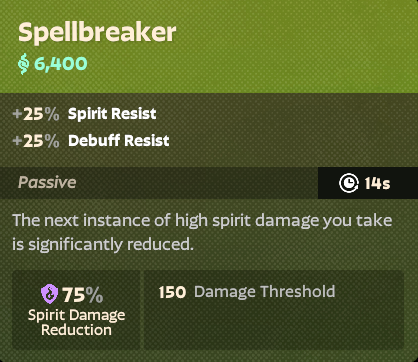 Spellbreaker
6,400
+25% Spirit Resist
+25% Debuff Resist
Passive
14s
The next instance of high spirit damage you take
is significantly reduced.
75%
Spirit Damage
Reduction
150 Damage Threshold